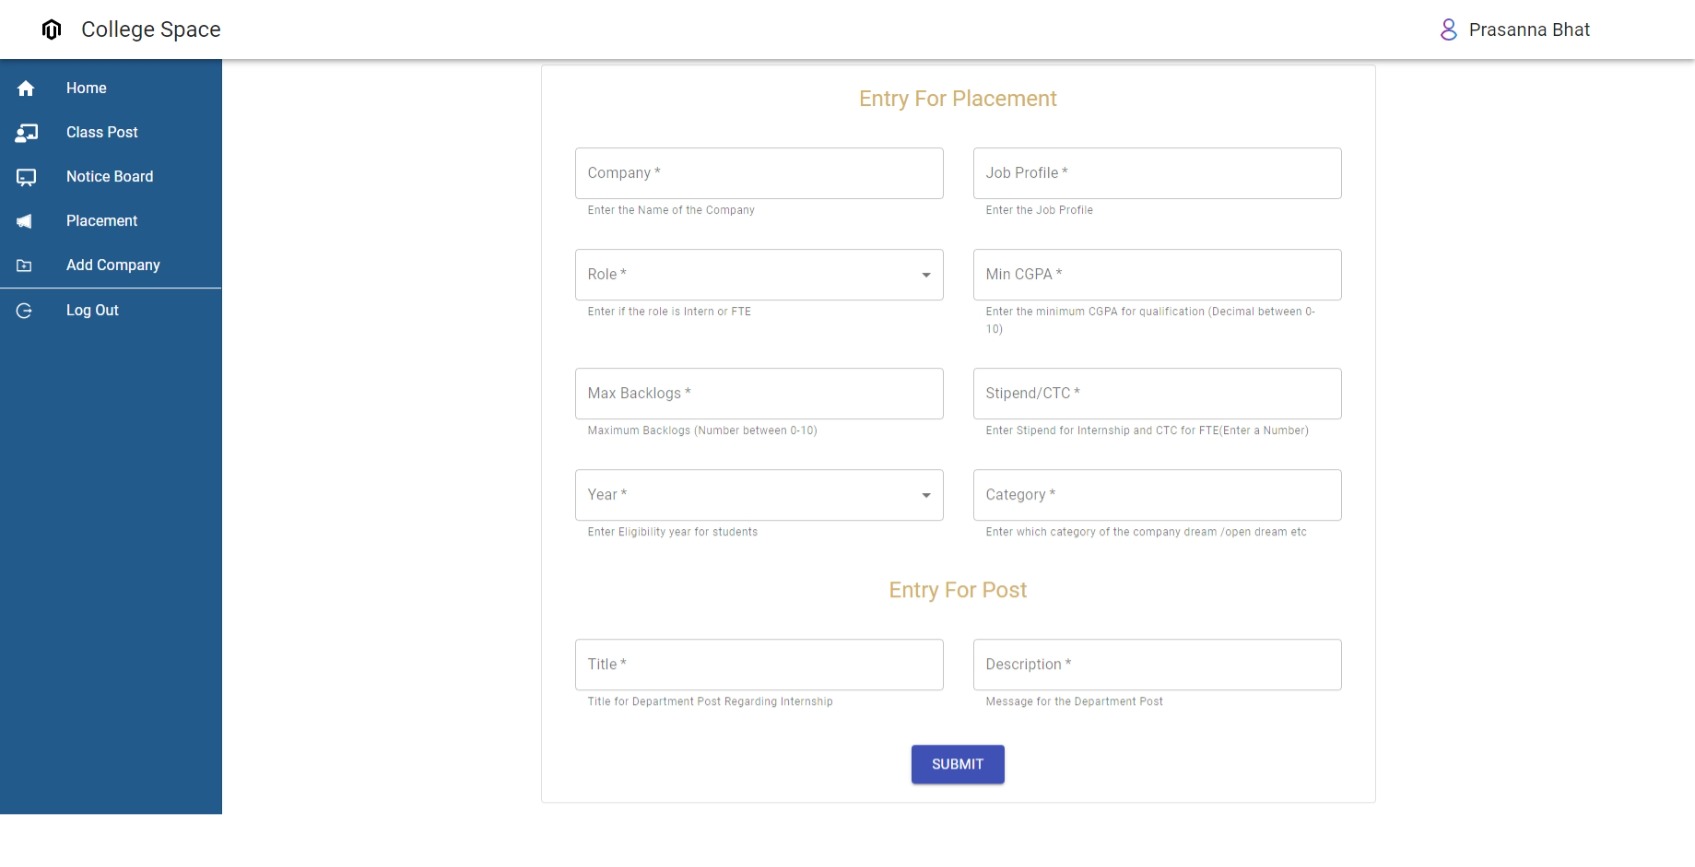 College Space
Prasanna Bhat
Home
Class Post
Notice Board
Placement
Add Company
Log Out
Entry For Placement
Company *
Enter the Name of the Company
Job Profile *
Enter the Job Profile
Role *
Enter if the role is Intern or FTE
Min CGPA *
Enter the minimum CGPA for qualification (Decimal between 0-
10)
Max Backlogs *
Maximum Backlogs (Number between 0-10)
Stipend/CTC *
Enter Stipend for Internship and CTC for FTE(Enter a Number)
Year *
Enter Eligibility year for students
Category *
Enter which category of the company dream /open dream etc
Entry For Post
Title *
Title for Department Post Regarding Internship
Description *
Message for the Department Post
SUBMIT